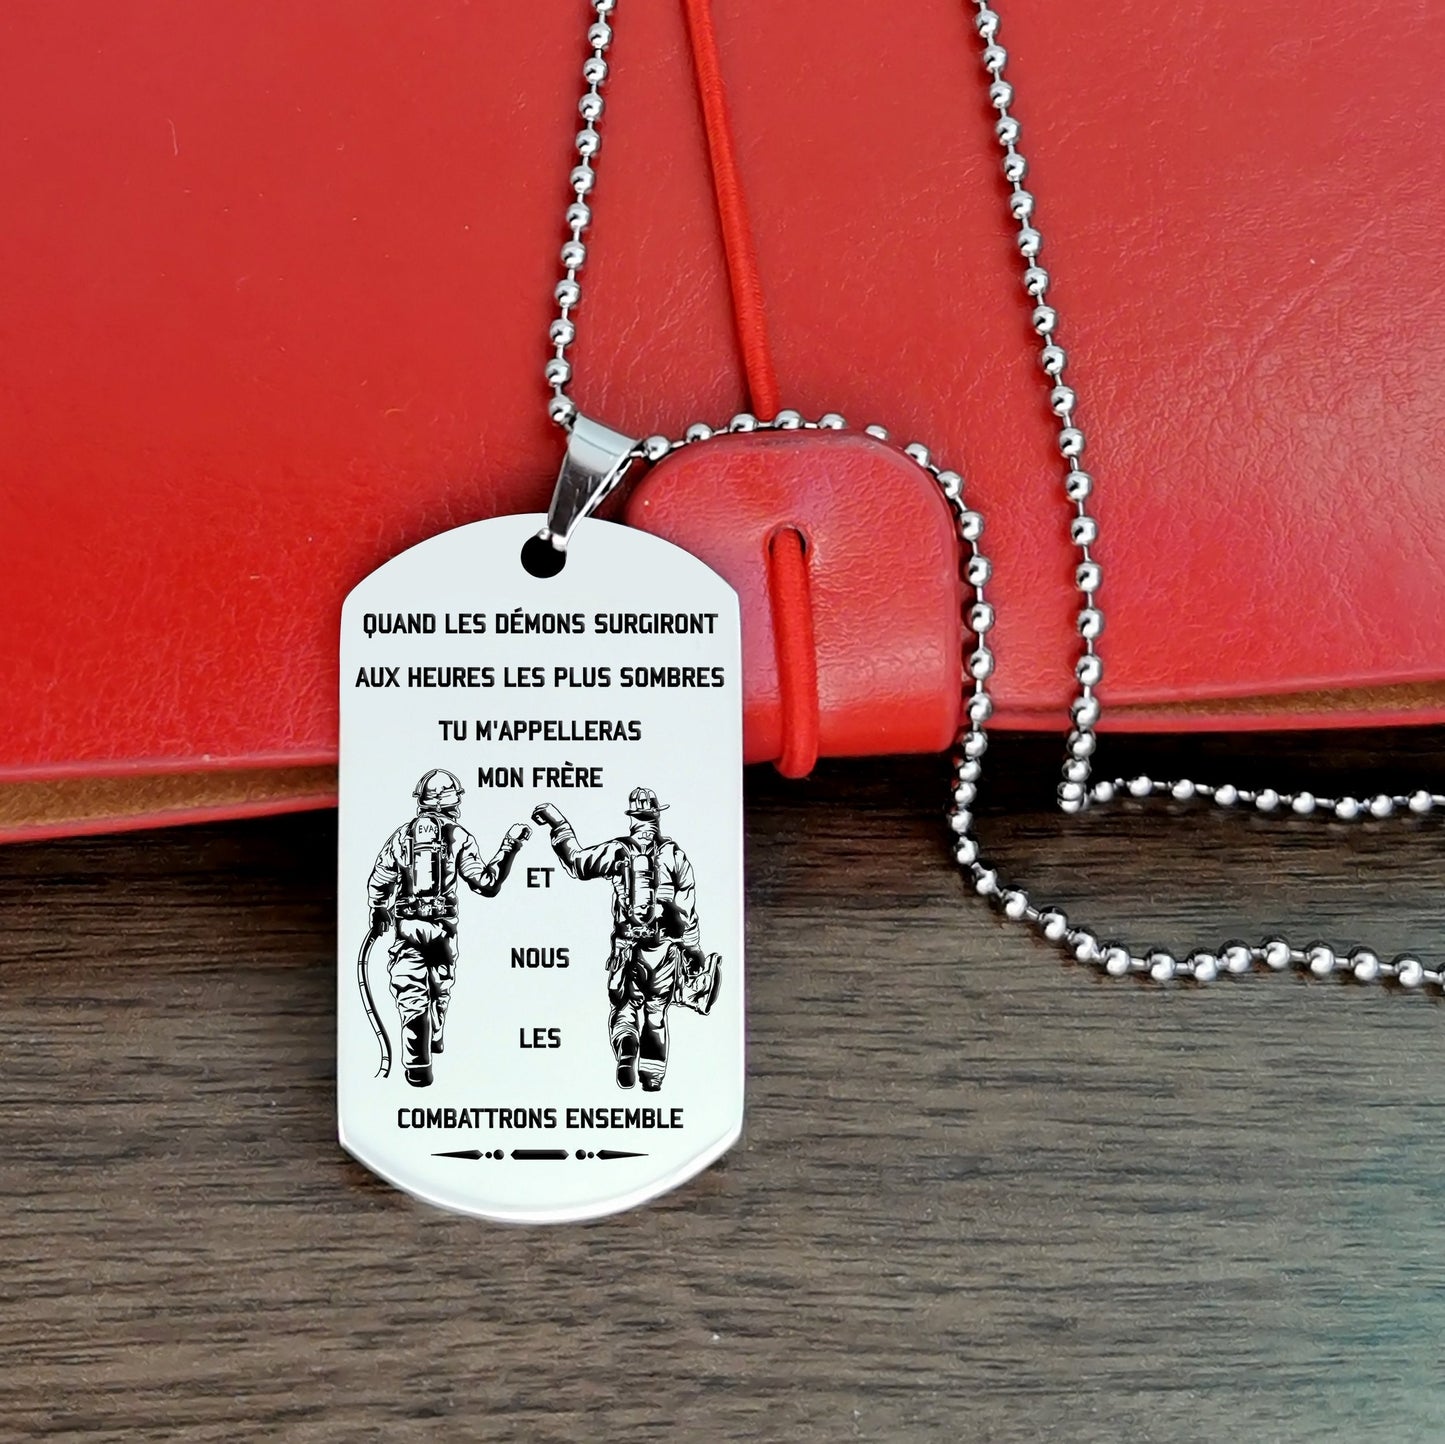 QUAND LES DÉMONS SURGIRONT
AUX HEURES LES PLUS SOMBRES
TU M'APPELLERAS
MON FRÈRE
ET
NOUS
LES
COMBATTRONS ENSEMBLE